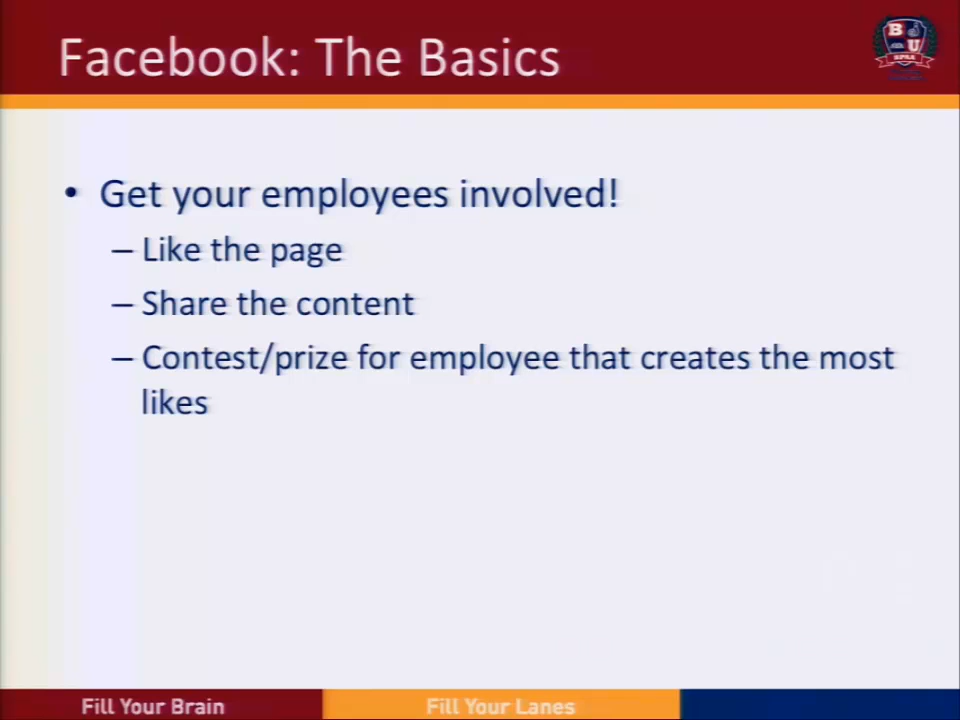 Facebook: The Basics
B U
• Get your employees involved!
– Like the page
– Share the content
– Contest/prize for employee that creates the most
likes
Fill Your Brain
Fill Your Lanes